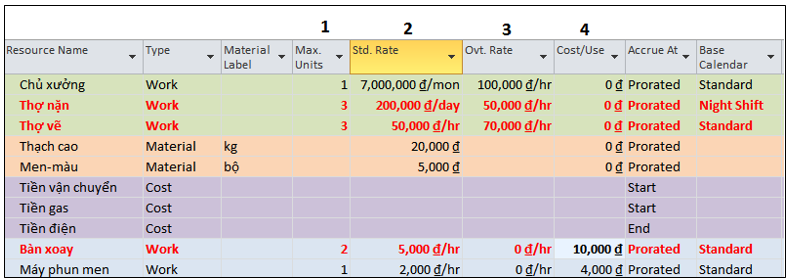 1 2 3 4
Resource Name Type Material Label Max. Units Std. Rate Ovt. Rate Cost/Use Accrue At Base Calendar
Chủ xưởng Work 1 7,000,000 ₫/mon 100,000 ₫/hr 0 ₫ Prorated Standard
Thợ nặn Work 3 200,000 ₫/day 50,000 ₫/hr 0 ₫ Prorated Night Shift
Thợ vẽ Work 3 50,000 ₫/hr 70,000 ₫/hr 0 ₫ Prorated Standard
Thạch cao Material kg 20,000 ₫ 0 ₫ Prorated
Men-màu Material bộ 5,000 ₫ 0 ₫ Prorated
Tiền vận chuyển Cost Start
Tiền gas Cost Start
Tiền điện Cost End
Bàn xoay Work 2 5,000 ₫/hr 0 ₫/hr 10,000 ₫ Prorated Standard
Máy phun men Work 1 2,000 ₫/hr 0 ₫/hr 4,000 ₫ Prorated Standard